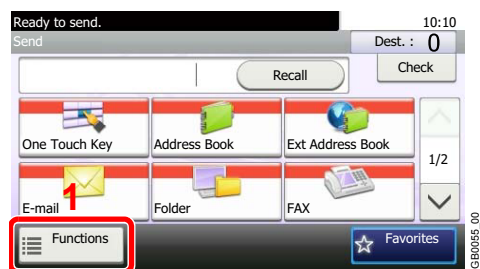 Ready to send. 10:10
Send Dest. : 0
Recall Check
One Touch Key Address Book Ext Address Book
1/2
1
E-mail Folder FAX
Functions Favorites
GB0055_00